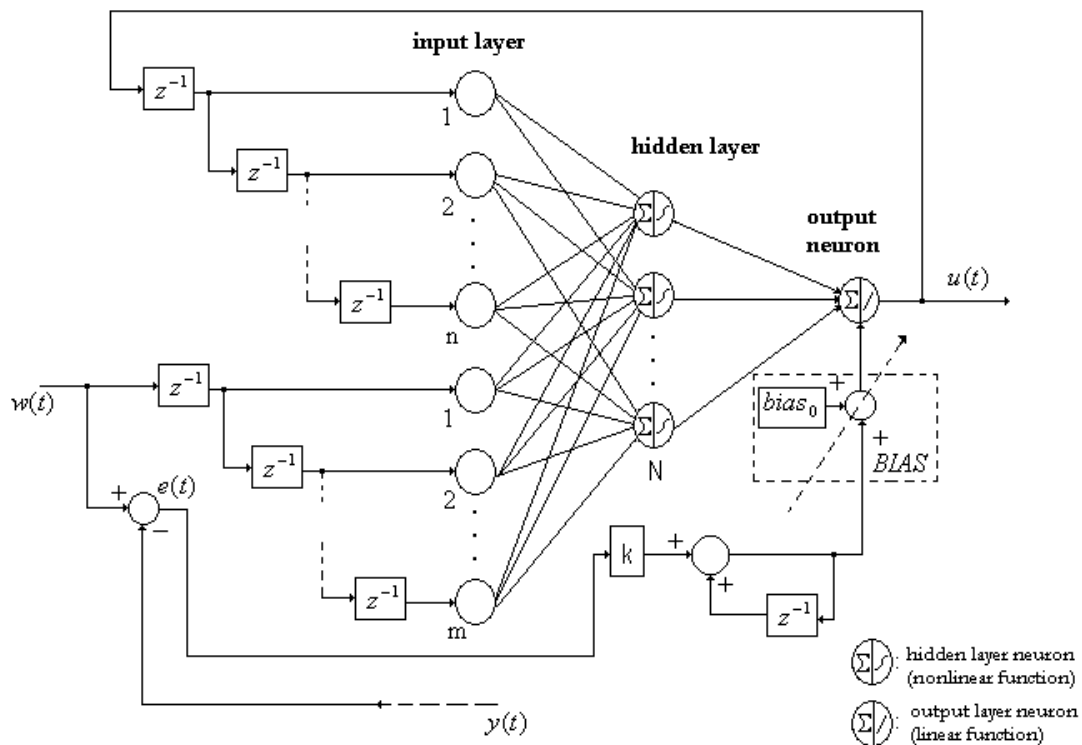 input layer
z⁻¹
1
hidden layer
z⁻¹
2
Σ
output
neuron
z⁻¹
n
Σ
Σ
u(t)
w(t)
z⁻¹
1
+
bias₀
Σ
+
BIAS
z⁻¹
2
N
+
e(t)
−
k
+
+
z⁻¹
m
z⁻¹
y(t)
Σ : hidden layer neuron
(nonlinear function)
Σ : output layer neuron
(linear function)